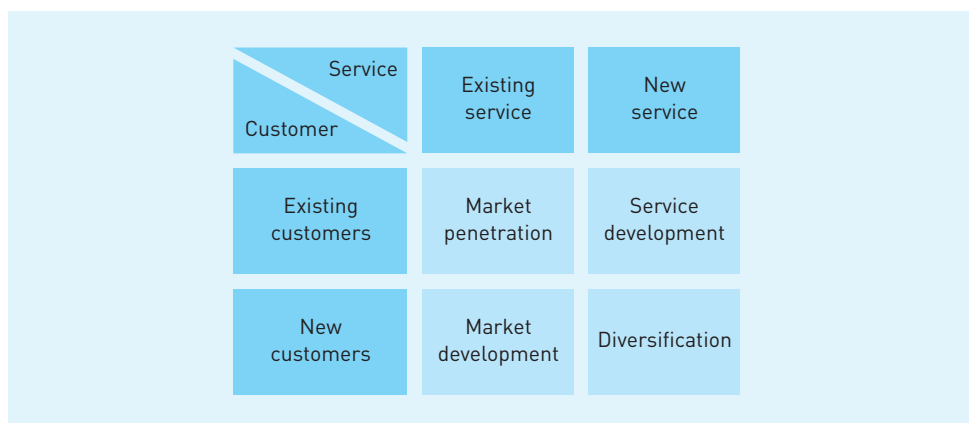 Service
Customer
Existing
service
New
service
Existing
customers
Market
penetration
Service
development
New
customers
Market
development
Diversification